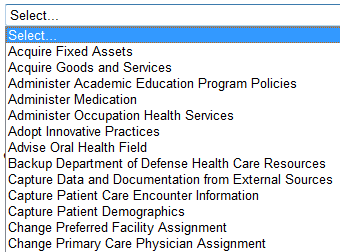 Select...
Select...
Acquire Fixed Assets
Acquire Goods and Services
Administer Academic Education Program Policies
Administer Medication
Administer Occupation Health Services
Adopt Innovative Practices
Advise Oral Health Field
Backup Department of Defense Health Care Resources
Capture Data and Documentation from External Sources
Capture Patient Care Encounter Information
Capture Patient Demographics
Change Preferred Facility Assignment
Change Primary Care Physician Assignment